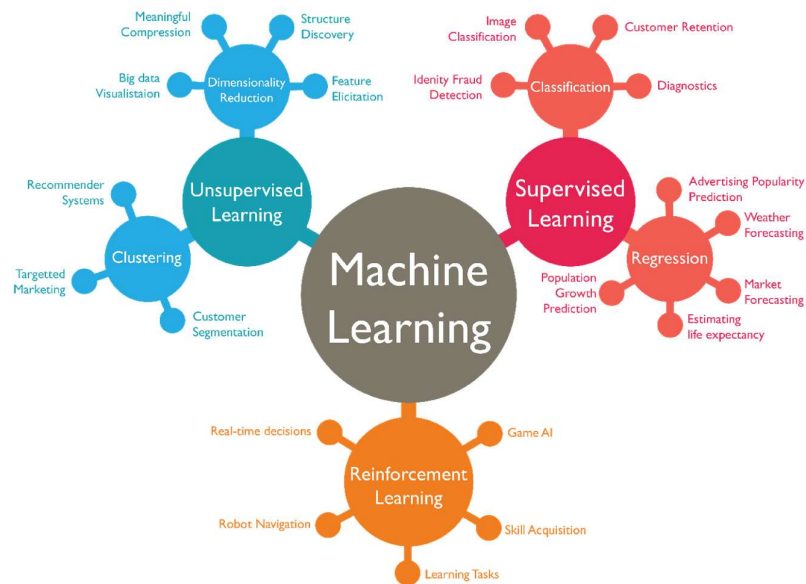 Machine
Learning
Unsupervised
Learning
Dimensionality
Reduction
Meaningful
Compression
Structure
Discovery
Big data
Visualistaion
Feature
Elicitation
Clustering
Recommender
Systems
Targetted
Marketing
Customer
Segmentation
Supervised
Learning
Classification
Image
Classification
Customer Retention
Idenity Fraud
Detection
Diagnostics
Regression
Advertising Popularity
Prediction
Weather
Forecasting
Population
Growth
Prediction
Market
Forecasting
Estimating
life expectancy
Reinforcement
Learning
Real-time decisions
Game AI
Robot Navigation
Skill Acquisition
Learning Tasks